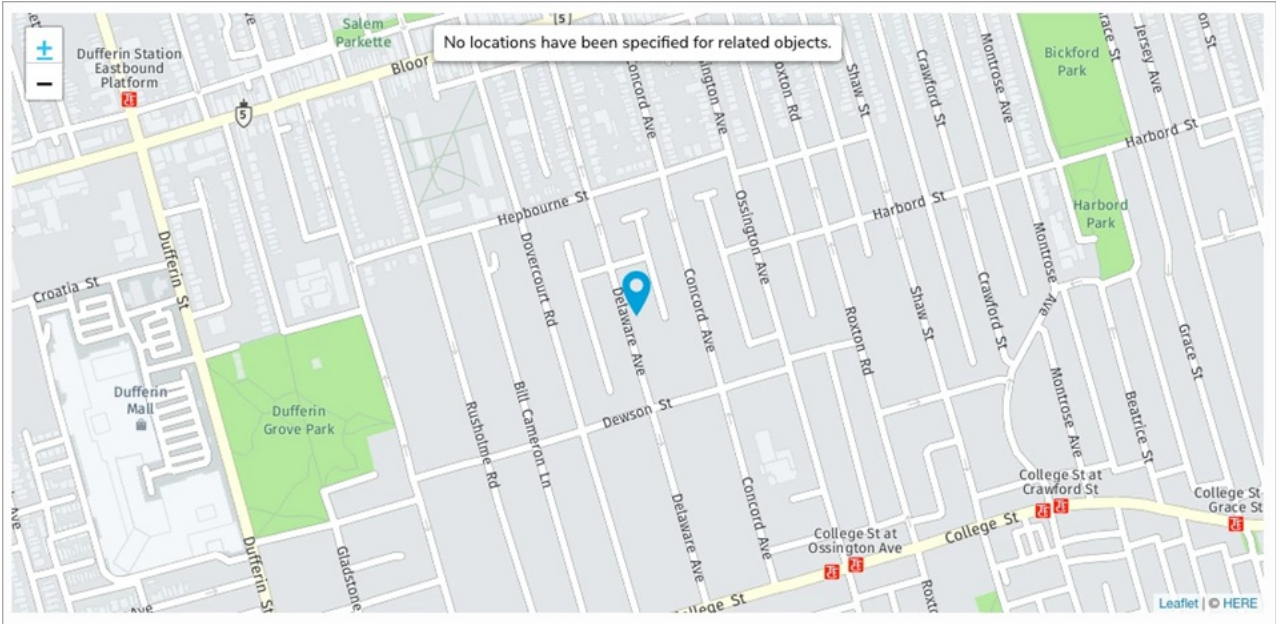 Salem
Parkette
5
No locations have been specified for related objects.
±
−
Dufferin Station
Eastbound
Platform
Bloor
5
Concord Ave
Roxton Rd
Shaw St
Crawford St
Montrose Ave
Bickford
Park
Jersey Ave
Harbord St
Hepbourne St
Harbord St
Harbord
Park
Ossington Ave
Dovercourt Rd
Dufferin St
Croatia St
Delaware Ave
Concord Ave
Roxton Rd
Shaw St
Crawford St
Montrose Ave
Grace St
Dufferin
Mall
Dufferin
Grove Park
Dewson St
Rusholme Rd
Bill Cameron Ln
Montrose Ave
Beatrice St
Delaware Ave
Concord Ave
College St at
Crawford St
College St
Grace St
College St at
Ossington Ave
College St
Dufferin St
Gladstone
Ave
Ave
llege St
Leaflet | © HERE